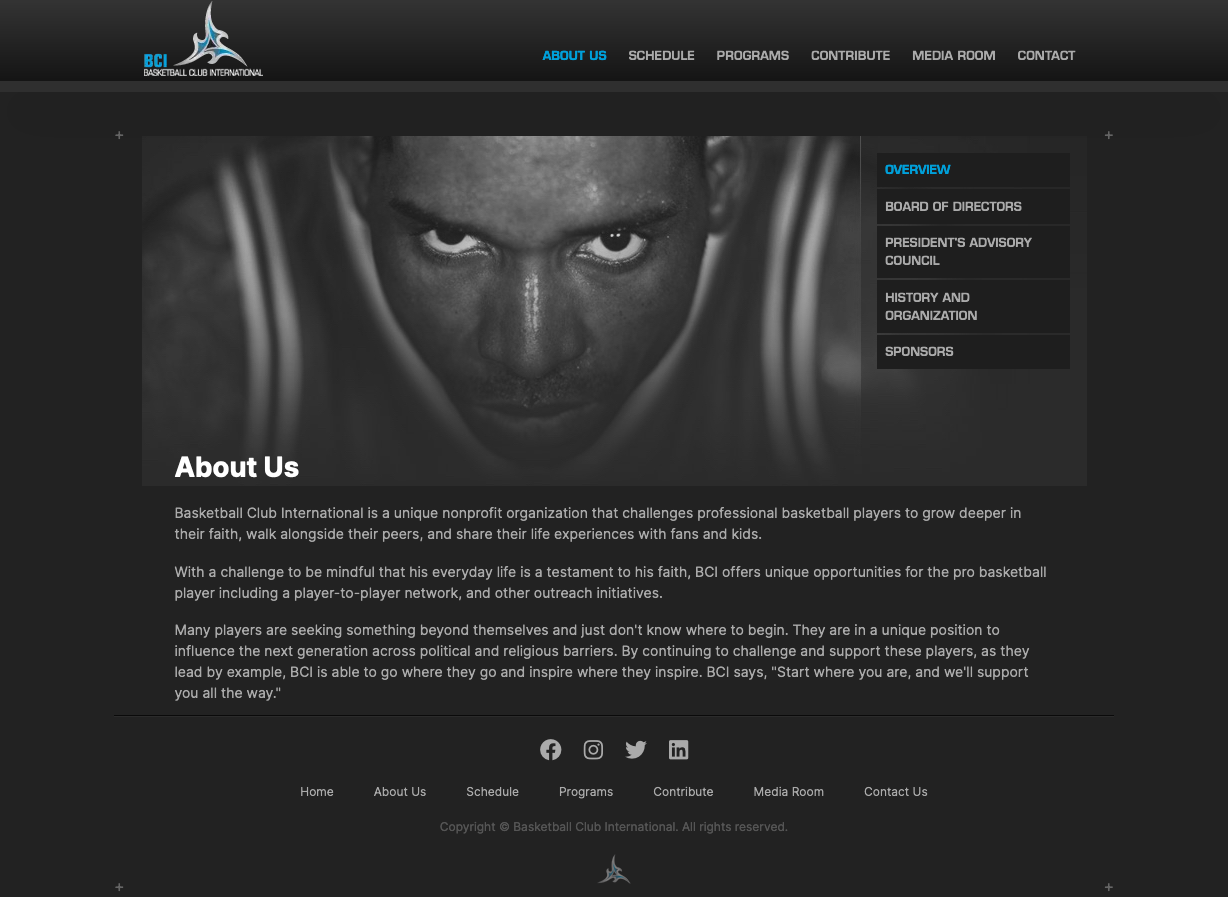 BCI
BASKETBALL CLUB INTERNATIONAL
ABOUT US SCHEDULE PROGRAMS CONTRIBUTE MEDIA ROOM CONTACT
OVERVIEW
BOARD OF DIRECTORS
PRESIDENT'S ADVISORY
COUNCIL
HISTORY AND
ORGANIZATION
SPONSORS
About Us
Basketball Club International is a unique nonprofit organization that challenges professional basketball players to grow deeper in
their faith, walk alongside their peers, and share their life experiences with fans and kids.
With a challenge to be mindful that his everyday life is a testament to his faith, BCI offers unique opportunities for the pro basketball
player including a player-to-player network, and other outreach initiatives.
Many players are seeking something beyond themselves and just don't know where to begin. They are in a unique position to
influence the next generation across political and religious barriers. By continuing to challenge and support these players, as they
lead by example, BCI is able to go where they go and inspire where they inspire. BCI says, "Start where you are, and we'll support
you all the way."
Home About Us Schedule Programs Contribute Media Room Contact Us
Copyright © Basketball Club International. All rights reserved.